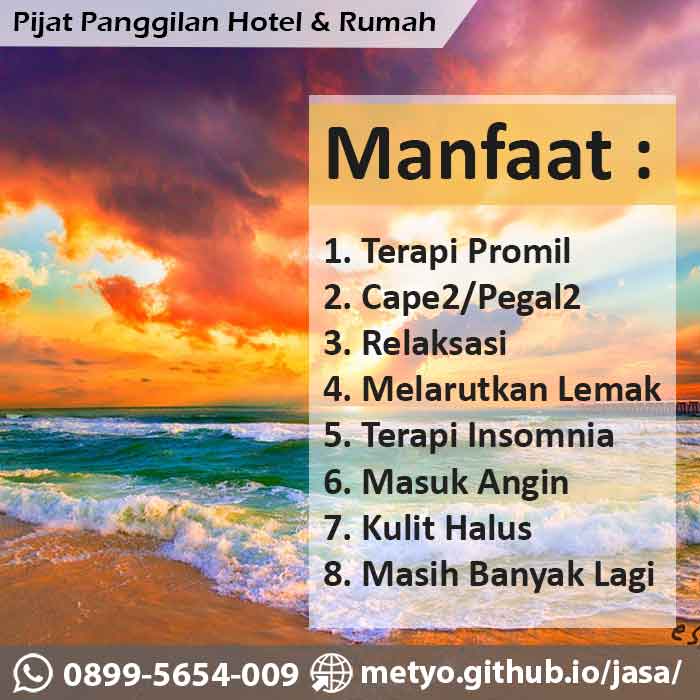 Pijat Panggilan Hotel & Rumah
Manfaat :
1. Terapi Promil
2. Cape2/Pegal2
3. Relaksasi
4. Melarutkan Lemak
5. Terapi Insomnia
6. Masuk Angin
7. Kulit Halus
8. Masih Banyak Lagi
0899-5654-009 metyo.github.io/jasa/